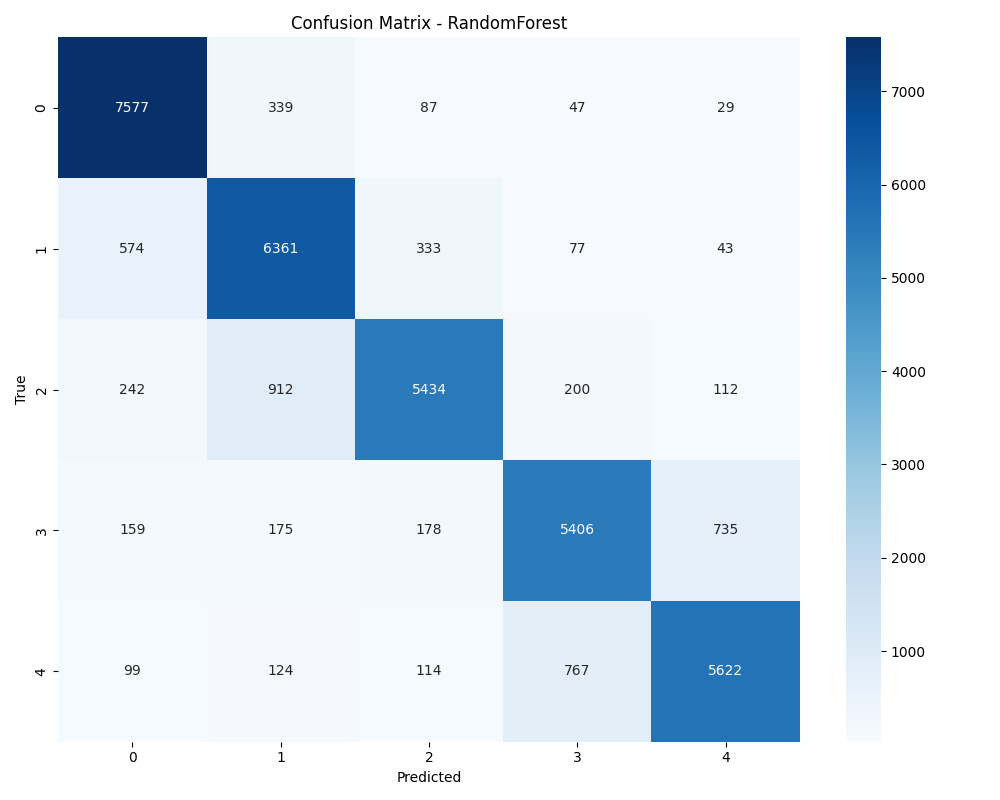 Confusion Matrix - RandomForest
0 7577 339 87 47 29
1 574 6361 333 77 43
2 242 912 5434 200 112
3 159 175 178 5406 735
4 99 124 114 767 5622
0 1 2 3 4
Predicted
True
7000
6000
5000
4000
3000
2000
1000